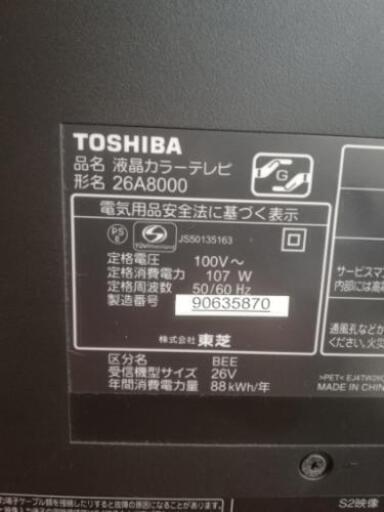 TOSHIBA
品名 液晶カラーテレビ
形名 26A8000
G
電気用品安全法に基づく表示
PS
E
JS50135163
定格電圧 100V～
定格消費電力 107 W
定格周波数 50/60 Hz
製造番号 90635870
株式会社 東芝
区分名 BEE
受信機型サイズ 26V
年間消費電力量 88kWh/年
サービスマン
内部には高
通風孔などか
ください。火災
MADE IN CHIN
S2映像